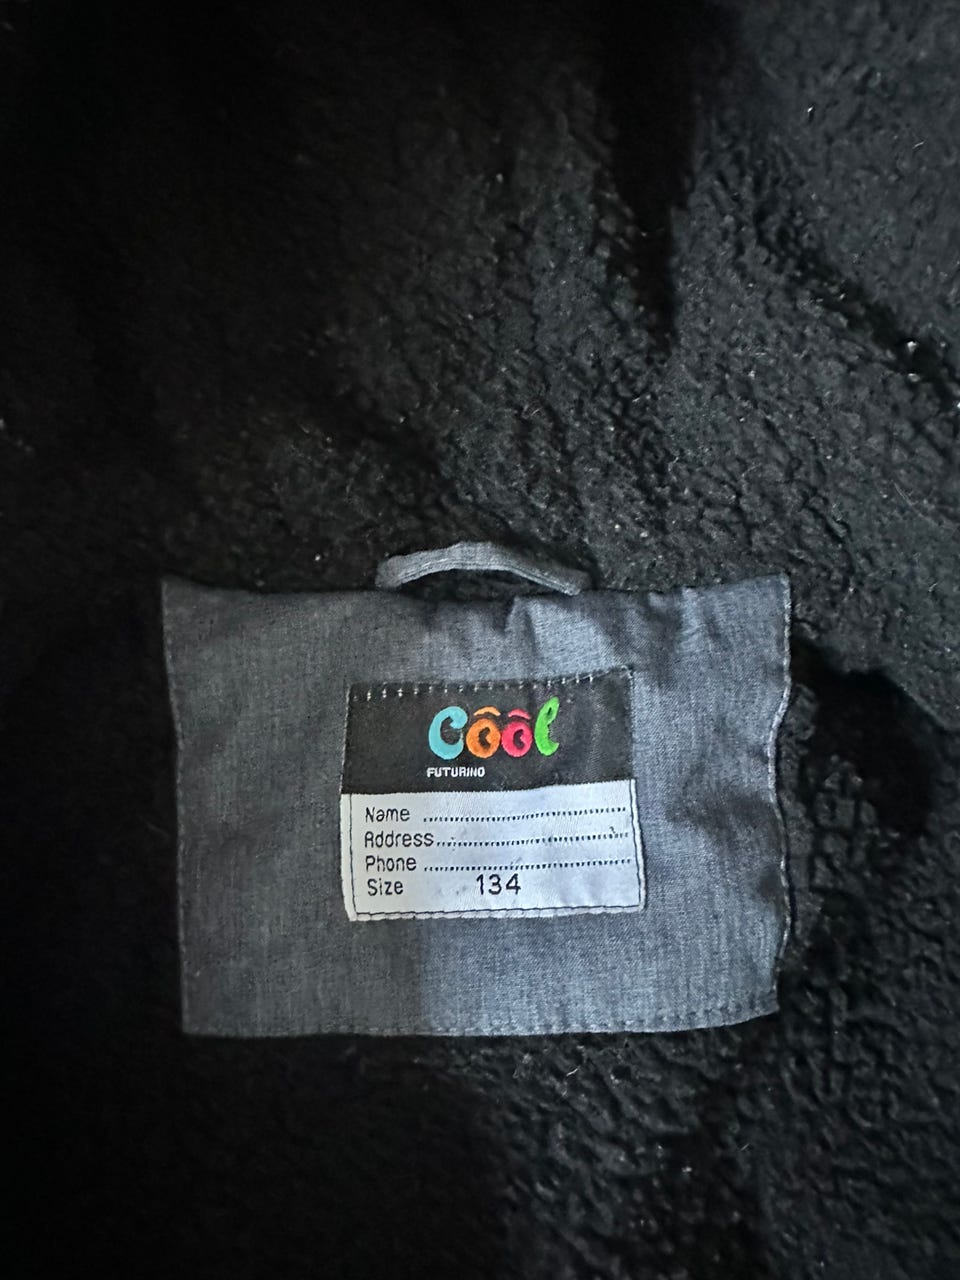 Cool
FUTURINO
Name ..............................
Address............................
Phone ..............................
Size 134